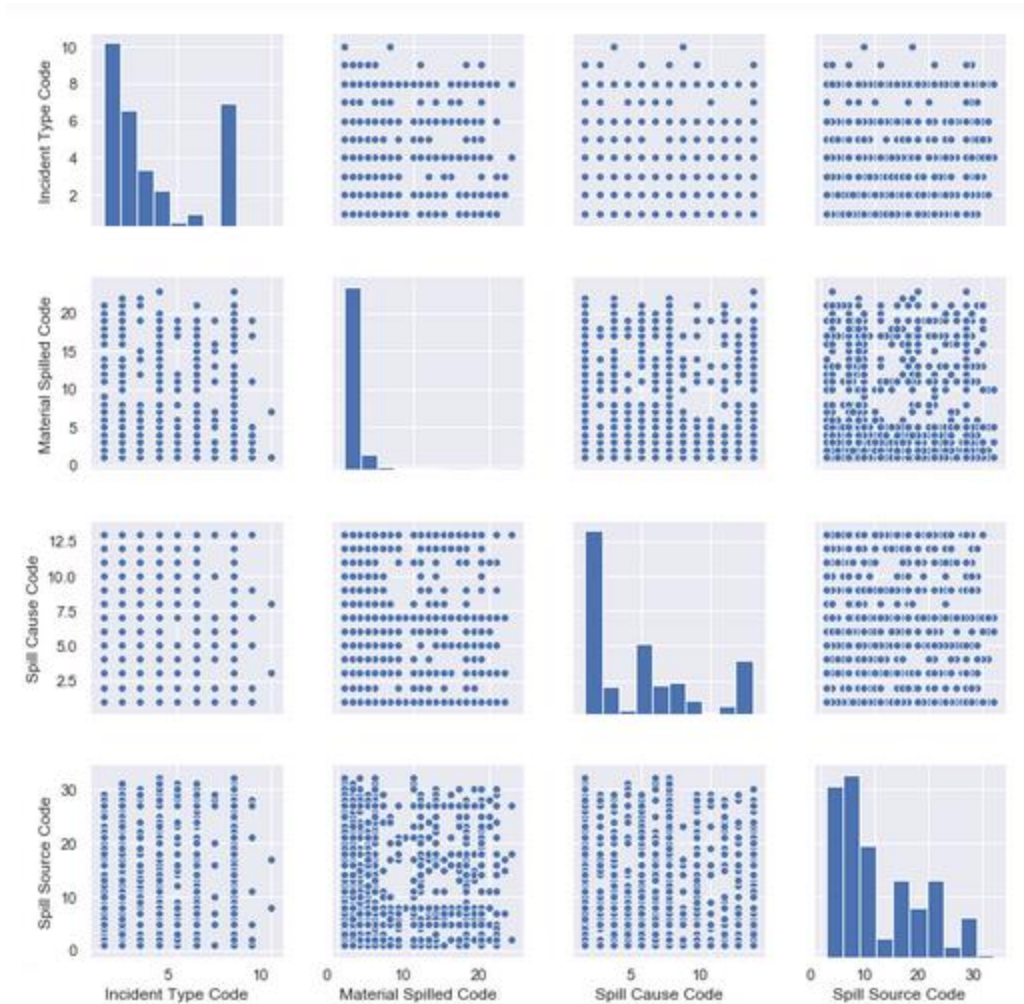 Incident Type Code
10
8
6
4
2
Material Spilled Code
20
15
10
5
0
Spill Cause Code
12.5
10.0
7.5
5.0
2.5
Spill Source Code
30
20
10
0
5 10
0 10 20
5 10
0 10 20 30
Incident Type Code
Material Spilled Code
Spill Cause Code
Spill Source Code